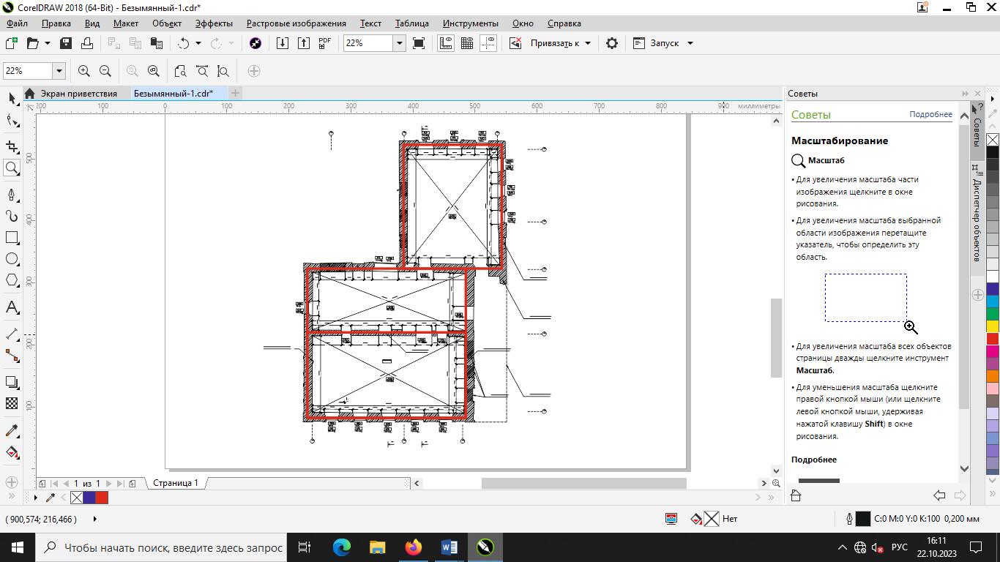 CorelDRAW 2018 (64-Bit) - Безымянный-1.cdr*
Файл Правка Вид Макет Объект Эффекты Растровые изображения Текст Таблица Инструменты Окно Справка
PDF 22% Привязать к Запуск
22%
Экран приветствия Безымянный-1.cdr*
200 100 0 100 200 300 400 500 600 700 800 900 миллиметры
500
400
300
200
100
Советы
Советы Подробнее
Масштабирование
Масштаб
• Для увеличения масштаба части
изображения щелкните в окне
рисования.
• Для увеличения масштаба выбранной
области изображения перетащите
указатель, чтобы определить эту
область.
• Для увеличения масштаба всех объектов
страницы дважды щелкните инструмент
Масштаб.
• Для уменьшения масштаба щелкните
правой кнопкой мыши (или щелкните
левой кнопкой мыши, удерживая
нажатой клавишу Shift) в окне
рисования.
Подробнее
Советы
Диспетчер объектов
1 из 1 Страница 1
( 900,574; 216,466 ) Нет C:0 M:0 Y:0 K:100 0,200 мм
Чтобы начать поиск, введите здесь запрос
РУС
16:11
22.10.2023